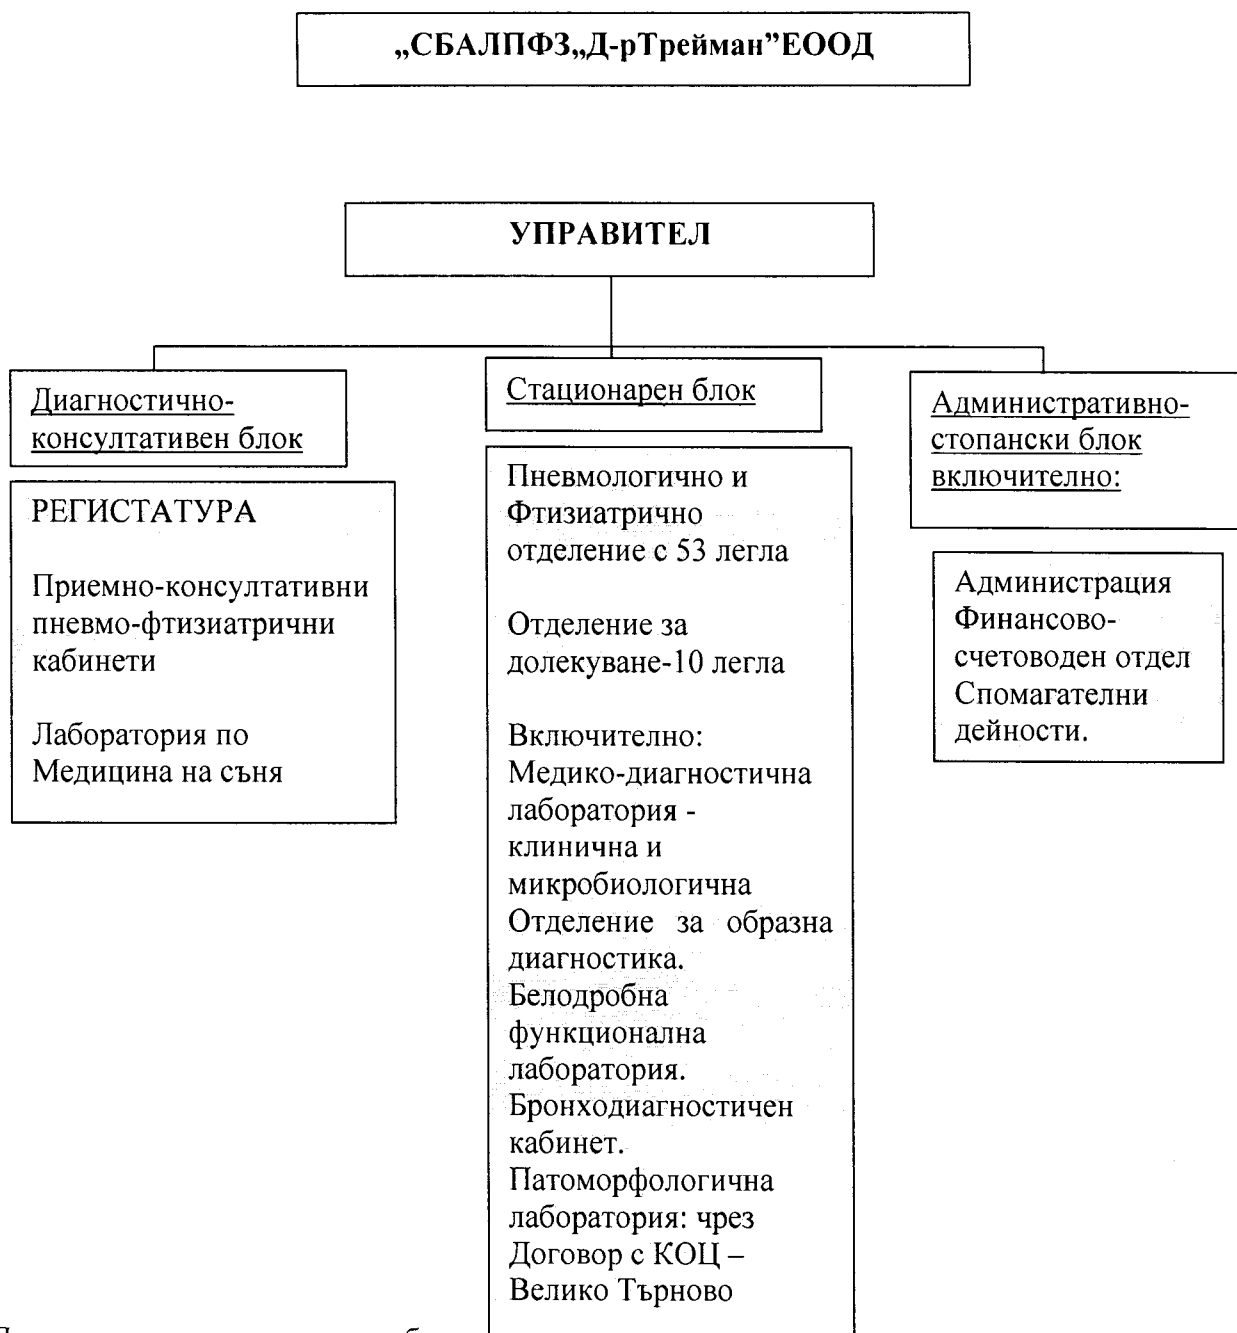 „СБАЛПФЗ„Д-рТрейман”ЕООД
УПРАВИТЕЛ
Диагностично-
консултативен блок
РЕГИСТАТУРА
Приемно-консултативни
пневмо-фтизиатрични
кабинети
Лаборатория по
Медицина на съня
Стационарен блок
Пневмологично и
Фтизиатрично
отделение с 53 легла
Отделение за
долекуване-10 легла
Включително:
Медико-диагностична
лаборатория -
клинична и
микробиологична
Отделение за образна
диагностика.
Белодробна
функционална
лаборатория.
Бронходиагностичен
кабинет.
Патоморфологична
лаборатория: чрез
Договор с КОЦ –
Велико Търново
Административно-
стопански блок
включително:
Администрация
Финансово-
счетоводен отдел
Спомагателни
дейности.